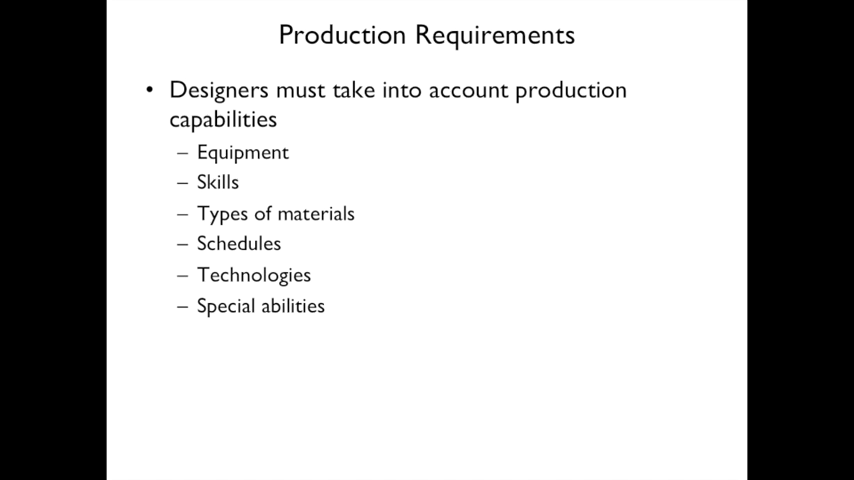 Production Requirements
• Designers must take into account production
capabilities
– Equipment
– Skills
– Types of materials
– Schedules
– Technologies
– Special abilities